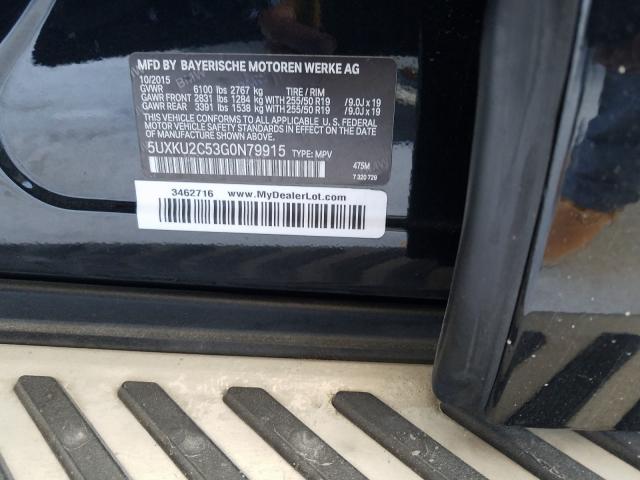 MFD BY BAYERISCHE MOTOREN WERKE AG
10/2015
GVWR 6100 lbs 2767 kg TIRE / RIM
GAWR FRONT 2831 lbs 1284 kg WITH 255/50 R19 /9.0J x 19
GAWR REAR 3391 lbs 1538 kg WITH 255/50 R19 /9.0J x 19
THIS VEHICLE CONFORMS TO ALL APPLICABLE U.S. FEDERAL
MOTOR VEHICLE SAFETY STANDARDS IN EFFECT ON
THE DATE OF MANUFACTURE SHOWN ABOVE.
5UXKU2C53G0N79915 TYPE: MPV 475M
7 320 729
3462716 www.MyDealerLot.com